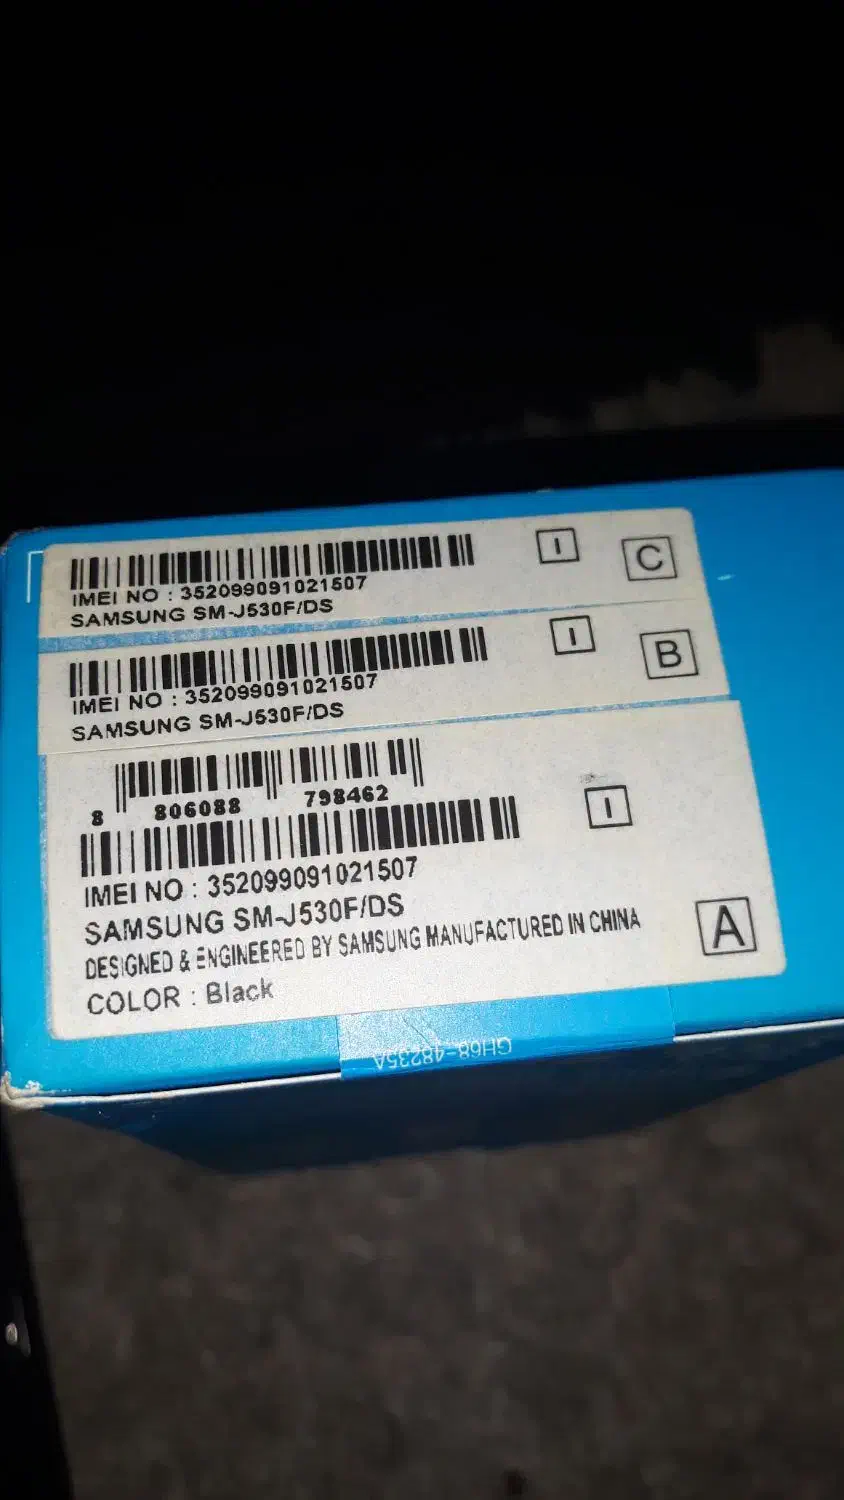 IMEI NO : 352099091021507
SAMSUNG SM-J530F/DS
I
C
IMEI NO : 352099091021507
SAMSUNG SM-J530F/DS
I
B
8 806088 798462
IMEI NO : 352099091021507
SAMSUNG SM-J530F/DS
DESIGNED & ENGINEERED BY SAMSUNG MANUFACTURED IN CHINA
COLOR : Black
I
A
GH68-48235A